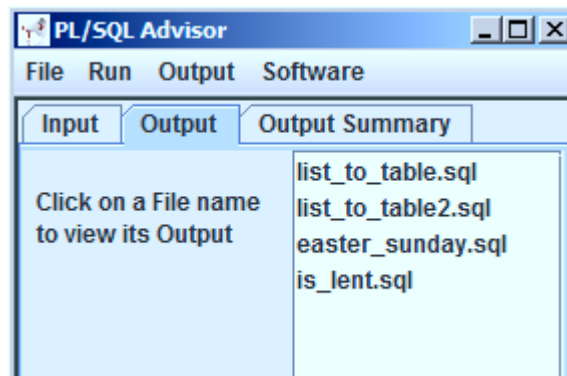 PL/SQL Advisor
File Run Output Software
Input Output Output Summary
Click on a File name
to view its Output
list_to_table.sql
list_to_table2.sql
easter_sunday.sql
is_lent.sql